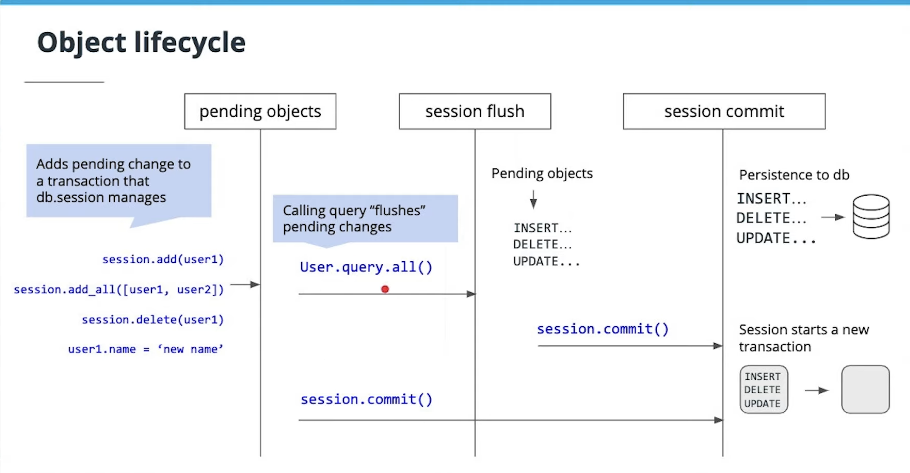 Object lifecycle
pending objects
session flush
session commit
Adds pending change to
a transaction that
db.session manages
session.add(user1)
session.add_all([user1, user2])
session.delete(user1)
user1.name = ‘new name’
Calling query “flushes”
pending changes
User.query.all()
Pending objects
INSERT…
DELETE…
UPDATE...
session.commit()
session.commit()
Persistence to db
INSERT…
DELETE…
UPDATE...
Session starts a new
transaction
INSERT
DELETE
UPDATE